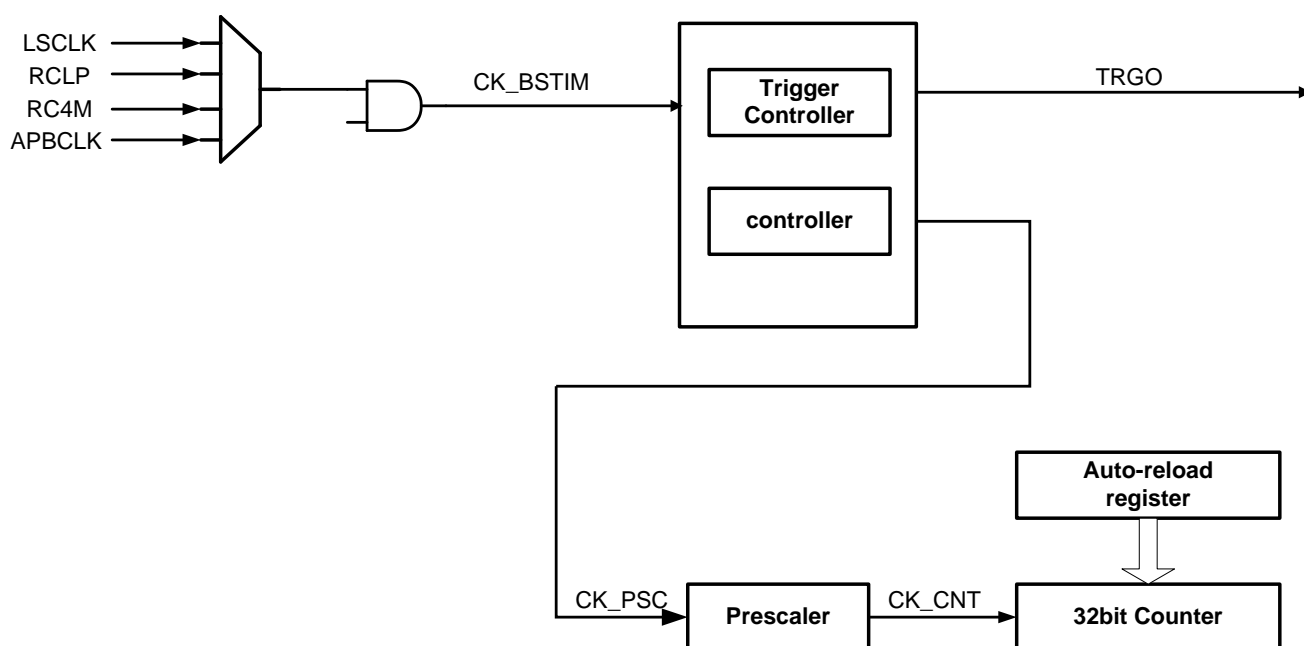 LSCLK
RCLP
RC4M
APBCLK
CK_BSTIM
Trigger
Controller
TRGO
controller
Auto-reload
register
CK_PSC
Prescaler
CK_CNT
32bit Counter